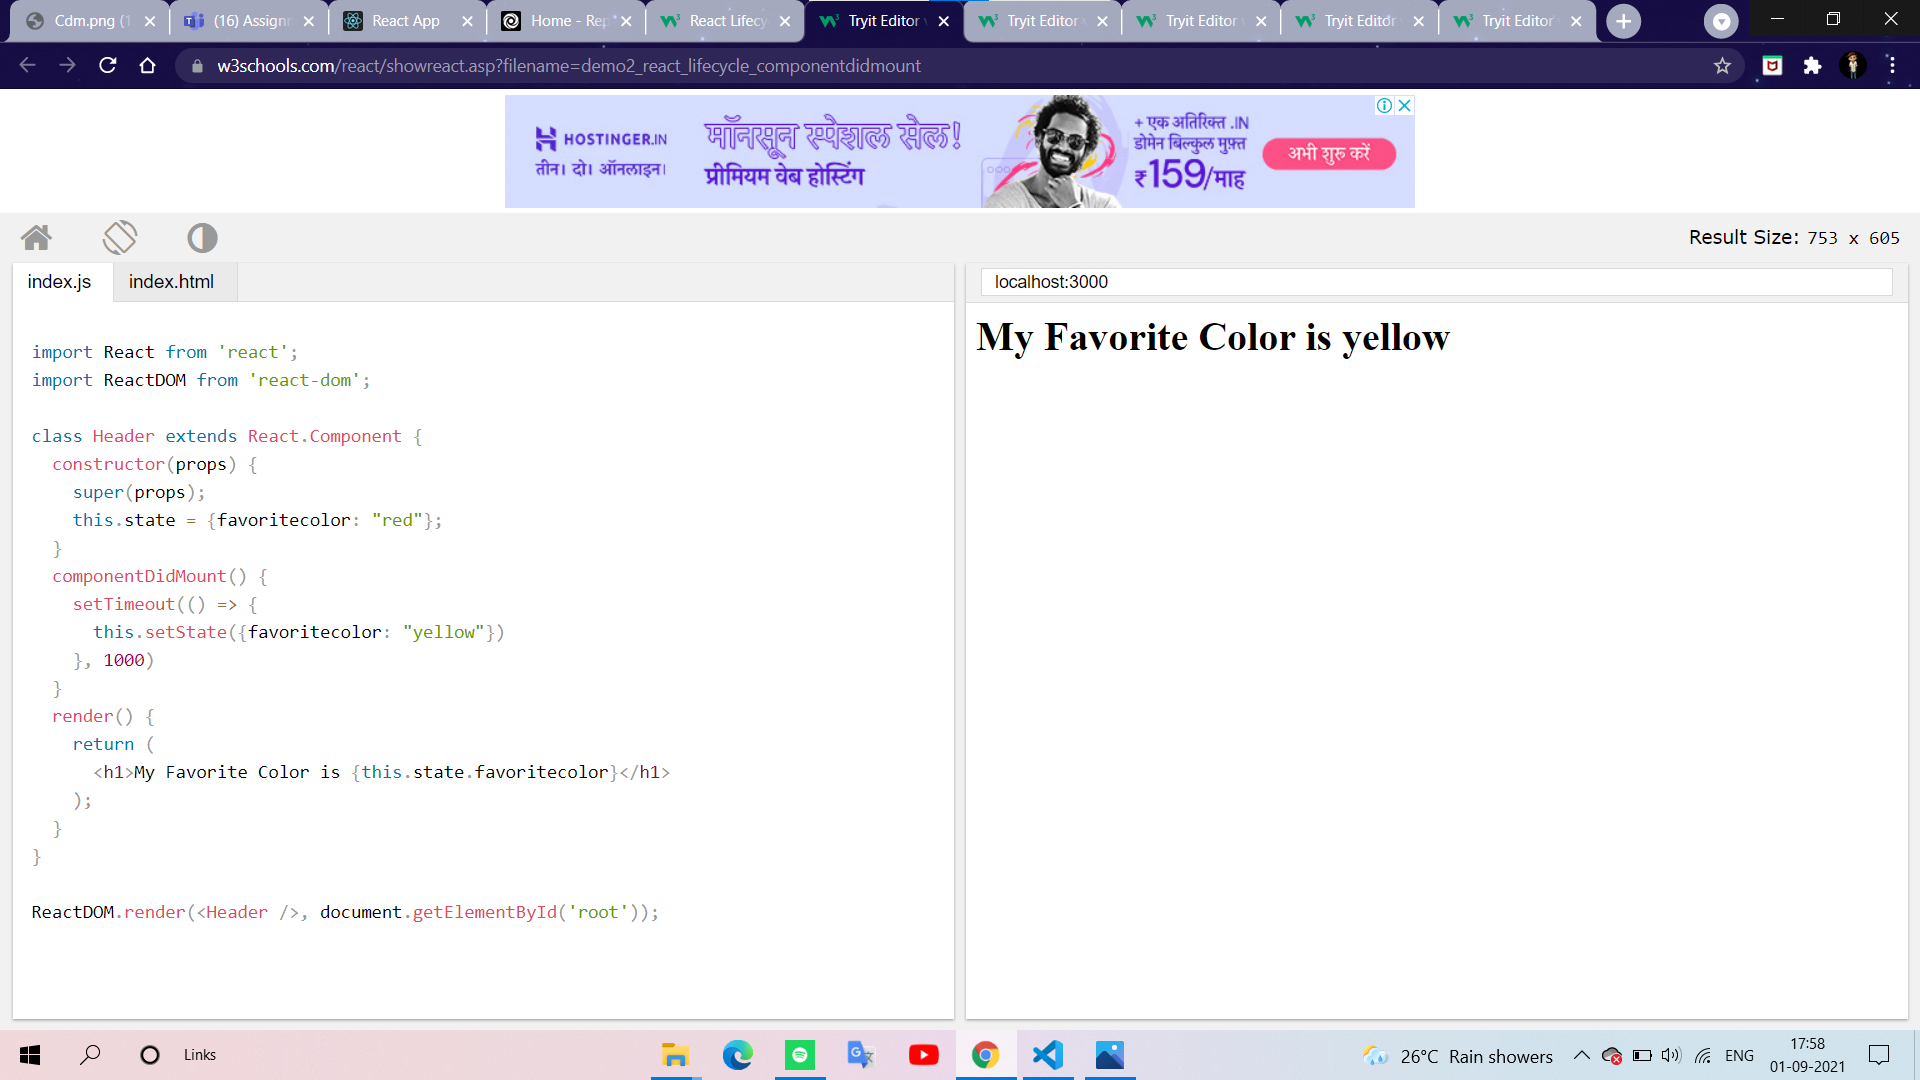 Cdm.png (1
(16) Assignm
React App
Home - Rep
React Lifecy
Tryit Editor v
Tryit Editor v
Tryit Editor v
Tryit Editor v
Tryit Editor v
w3schools.com/react/showreact.asp?filename=demo2_react_lifecycle_componentdidmount
HOSTINGER.IN
तीन। दो। ऑनलाइन।
मॉनसून स्पेशल सेल!
प्रीमियम वेब होस्टिंग
+ एक अतिरिक्त .IN
डोमेन बिल्कुल मुफ़्त
₹159/माह
अभी शुरू करें
Result Size: 753 x 605
index.js
index.html
localhost:3000
import React from 'react';
import ReactDOM from 'react-dom';
class Header extends React.Component {
constructor(props) {
super(props);
this.state = {favoritecolor: "red"};
}
componentDidMount() {
setTimeout(() => {
this.setState({favoritecolor: "yellow"})
}, 1000)
}
render() {
return (
<h1>My Favorite Color is {this.state.favoritecolor}</h1>
);
}
}
ReactDOM.render(<Header />, document.getElementById('root'));
My Favorite Color is yellow
Links
26°C Rain showers
ENG
17:58
01-09-2021